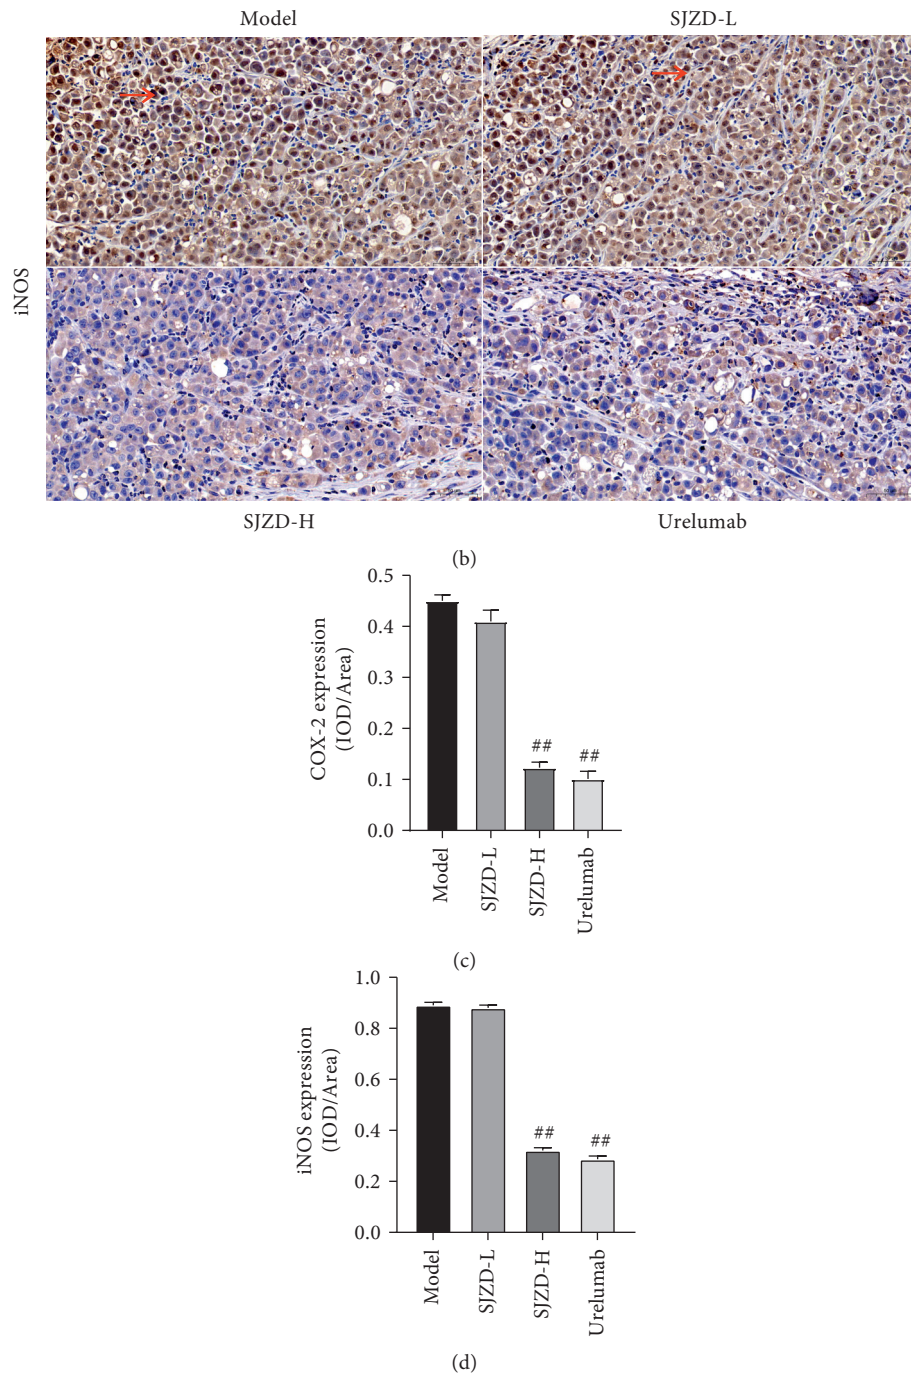 Model
SJZD-L
iNOS
SJZD-H
Urelumab
(b)
COX-2 expression
(IOD/Area)
0.5
0.4
0.3
0.2
0.1
0.0
##
##
Model
SJZD-L
SJZD-H
Urelumab
(c)
iNOS expression
(IOD/Area)
1.0
0.8
0.6
0.4
0.2
0.0
##
##
Model
SJZD-L
SJZD-H
Urelumab
(d)